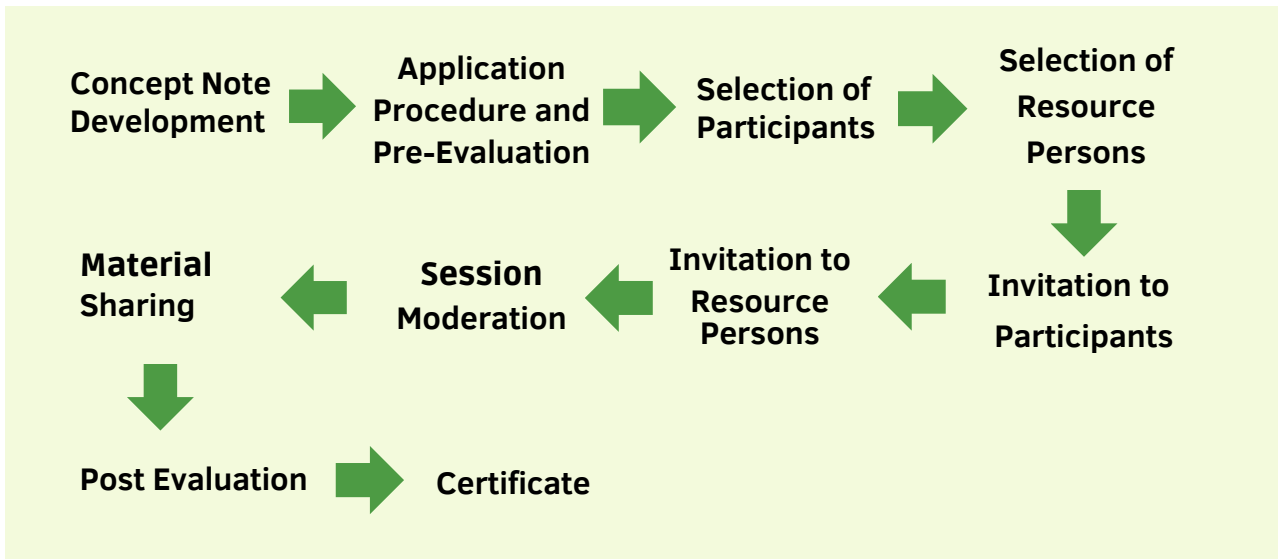 Concept Note
Development
Application
Procedure and
Pre-Evaluation
Selection of
Participants
Selection of
Resource
Persons
Invitation to
Participants
Invitation to
Resource
Persons
Session
Moderation
Material
Sharing
Post Evaluation
Certificate